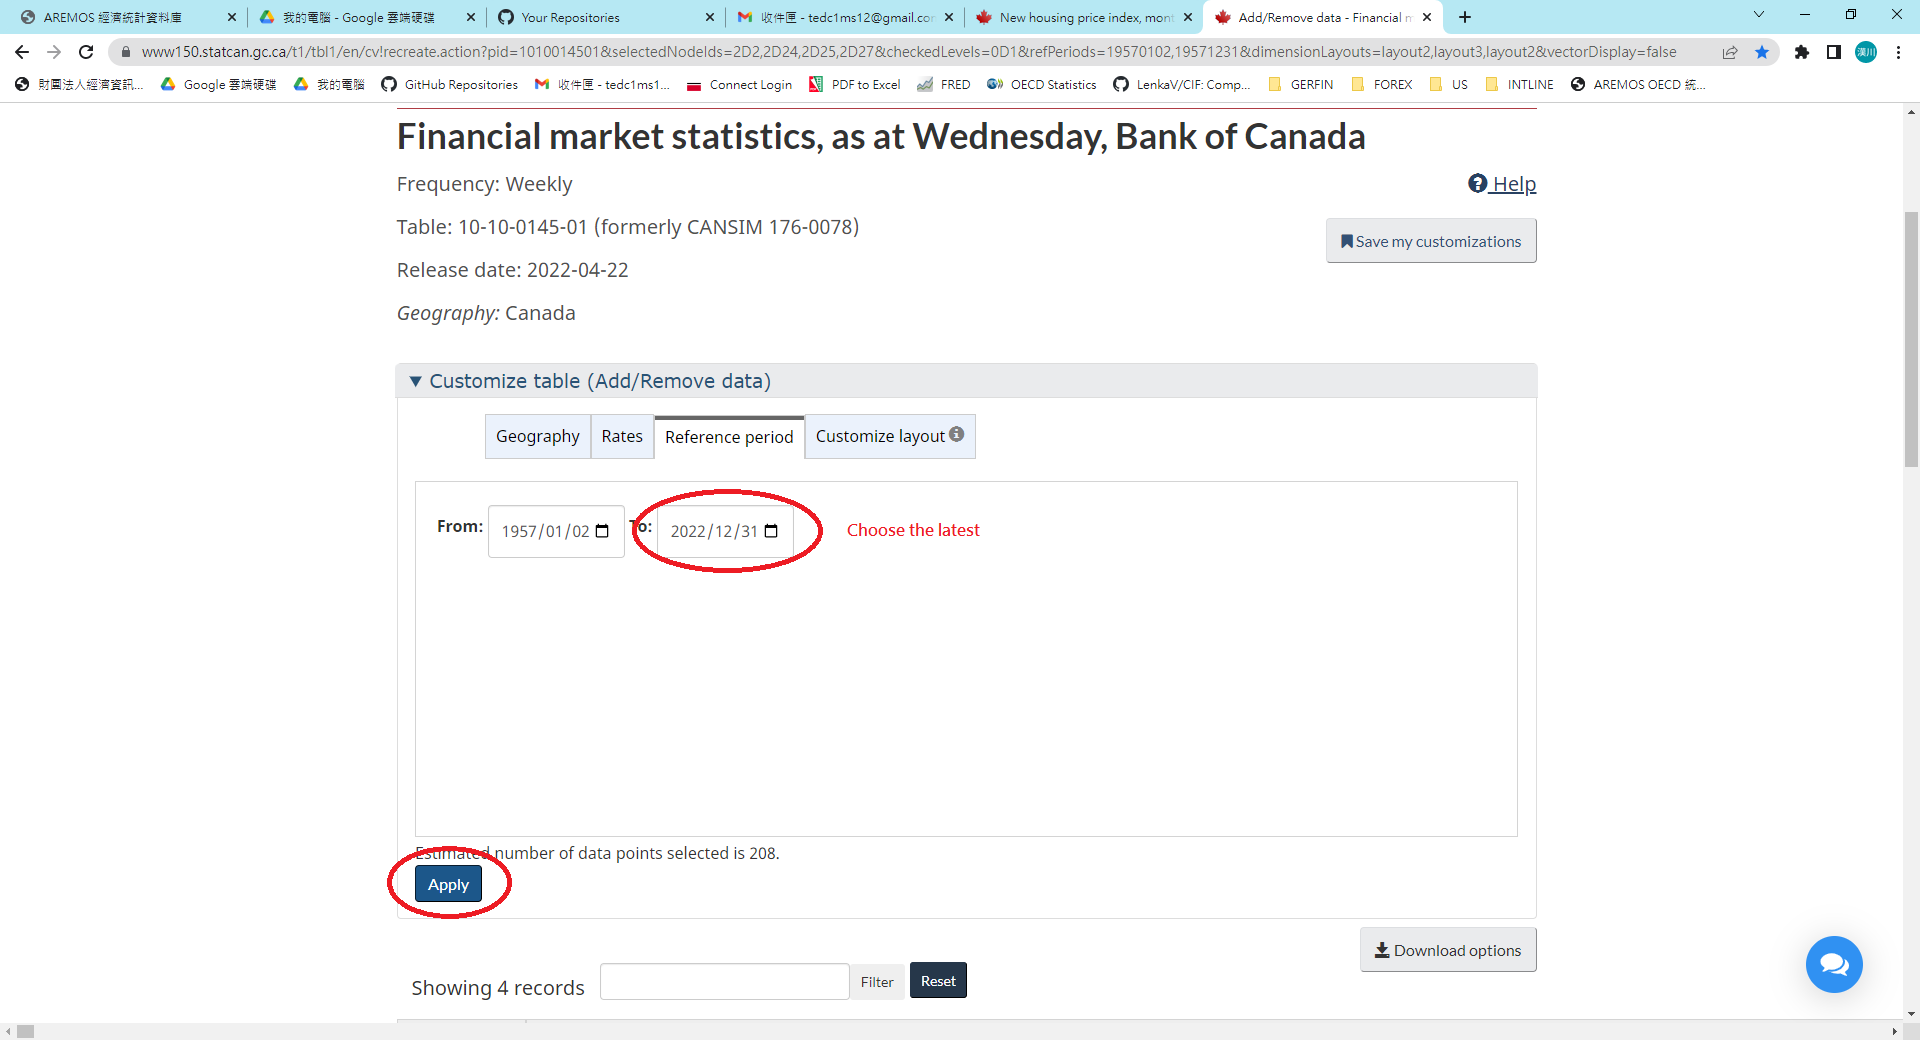 AREMOS 經濟統計資料庫
我的電腦 - Google 雲端硬碟
Your Repositories
收件匣 - tedc1ms12@gmail.co
New housing price index, mon
Add/Remove data - Financial m
www150.statcan.gc.ca/t1/tbl1/en/cv!recreate.action?pid=1010014501&selectedNodeIds=2D2,2D24,2D25,2D27&checkedLevels=0D1&refPeriods=19570102,19571231&dimensionLayouts=layout2,layout3,layout2&vectorDisplay=false
漢川
財團法人經濟資訊...
Google 雲端硬碟
我的電腦
GitHub Repositories
收件匣 - tedc1ms1...
Connect Login
PDF to Excel
FRED
OECD Statistics
LenkaV/CIF: Comp...
GERFIN
FOREX
US
INTLINE
AREMOS OECD 統...
Financial market statistics, as at Wednesday, Bank of Canada
Frequency: Weekly
Help
Table: 10-10-0145-01 (formerly CANSIM 176-0078)
Save my customizations
Release date: 2022-04-22
Geography: Canada
Customize table (Add/Remove data)
Geography
Rates
Reference period
Customize layout
From: 1957/01/02 To: 2022/12/31
Choose the latest
Estimated number of data points selected is 208.
Apply
Download options
Showing 4 records
Filter
Reset